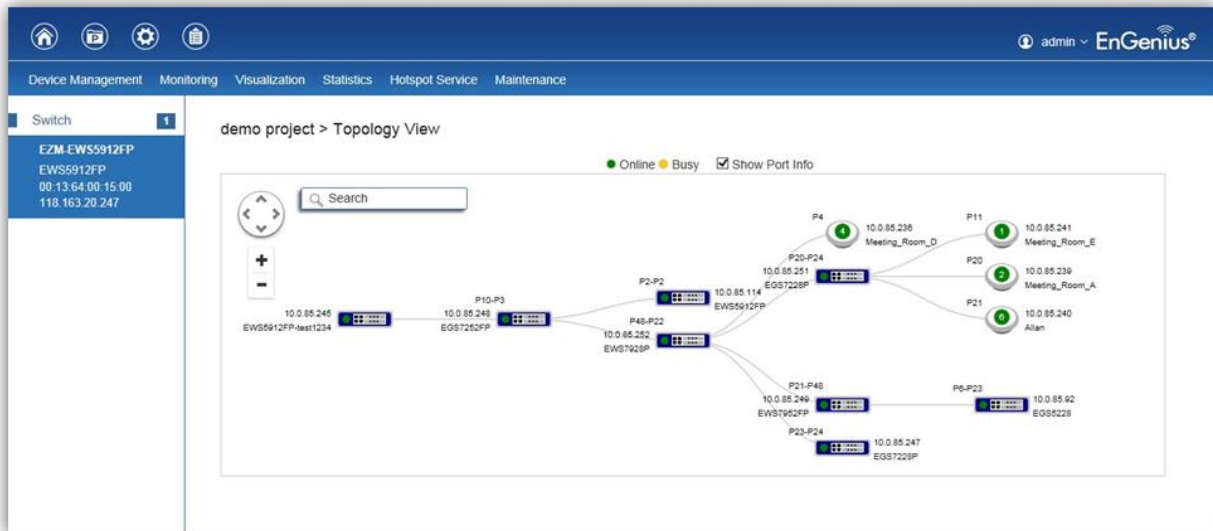 admin
EnGenius®
Device Management Monitoring Visualization Statistics Hotspot Service Maintenance
Switch 1
EZM-EWS5912FP
EWS5912FP
00:13:64:00:15:00
118.163.20.247
demo project > Topology View
Online Busy Show Port Info
Search
10.0.85.245
EWS5912FP-test1234
P10-P3
10.0.85.248
EGS7252FP
P2-P2
10.0.85.114
EWS5912FP
P48-P22
10.0.85.252
EWS7928P
P4
4
10.0.85.236
Meeting_Room_D
P20-P24
10.0.85.251
EGS7228P
P11
1
10.0.85.241
Meeting_Room_E
P20
2
10.0.85.239
Meeting_Room_A
P21
6
10.0.85.240
Allan
P21-P48
10.0.85.249
EWS7952FP
P6-P23
10.0.85.92
EGS5228
P23-P24
10.0.85.247
EGS7228P